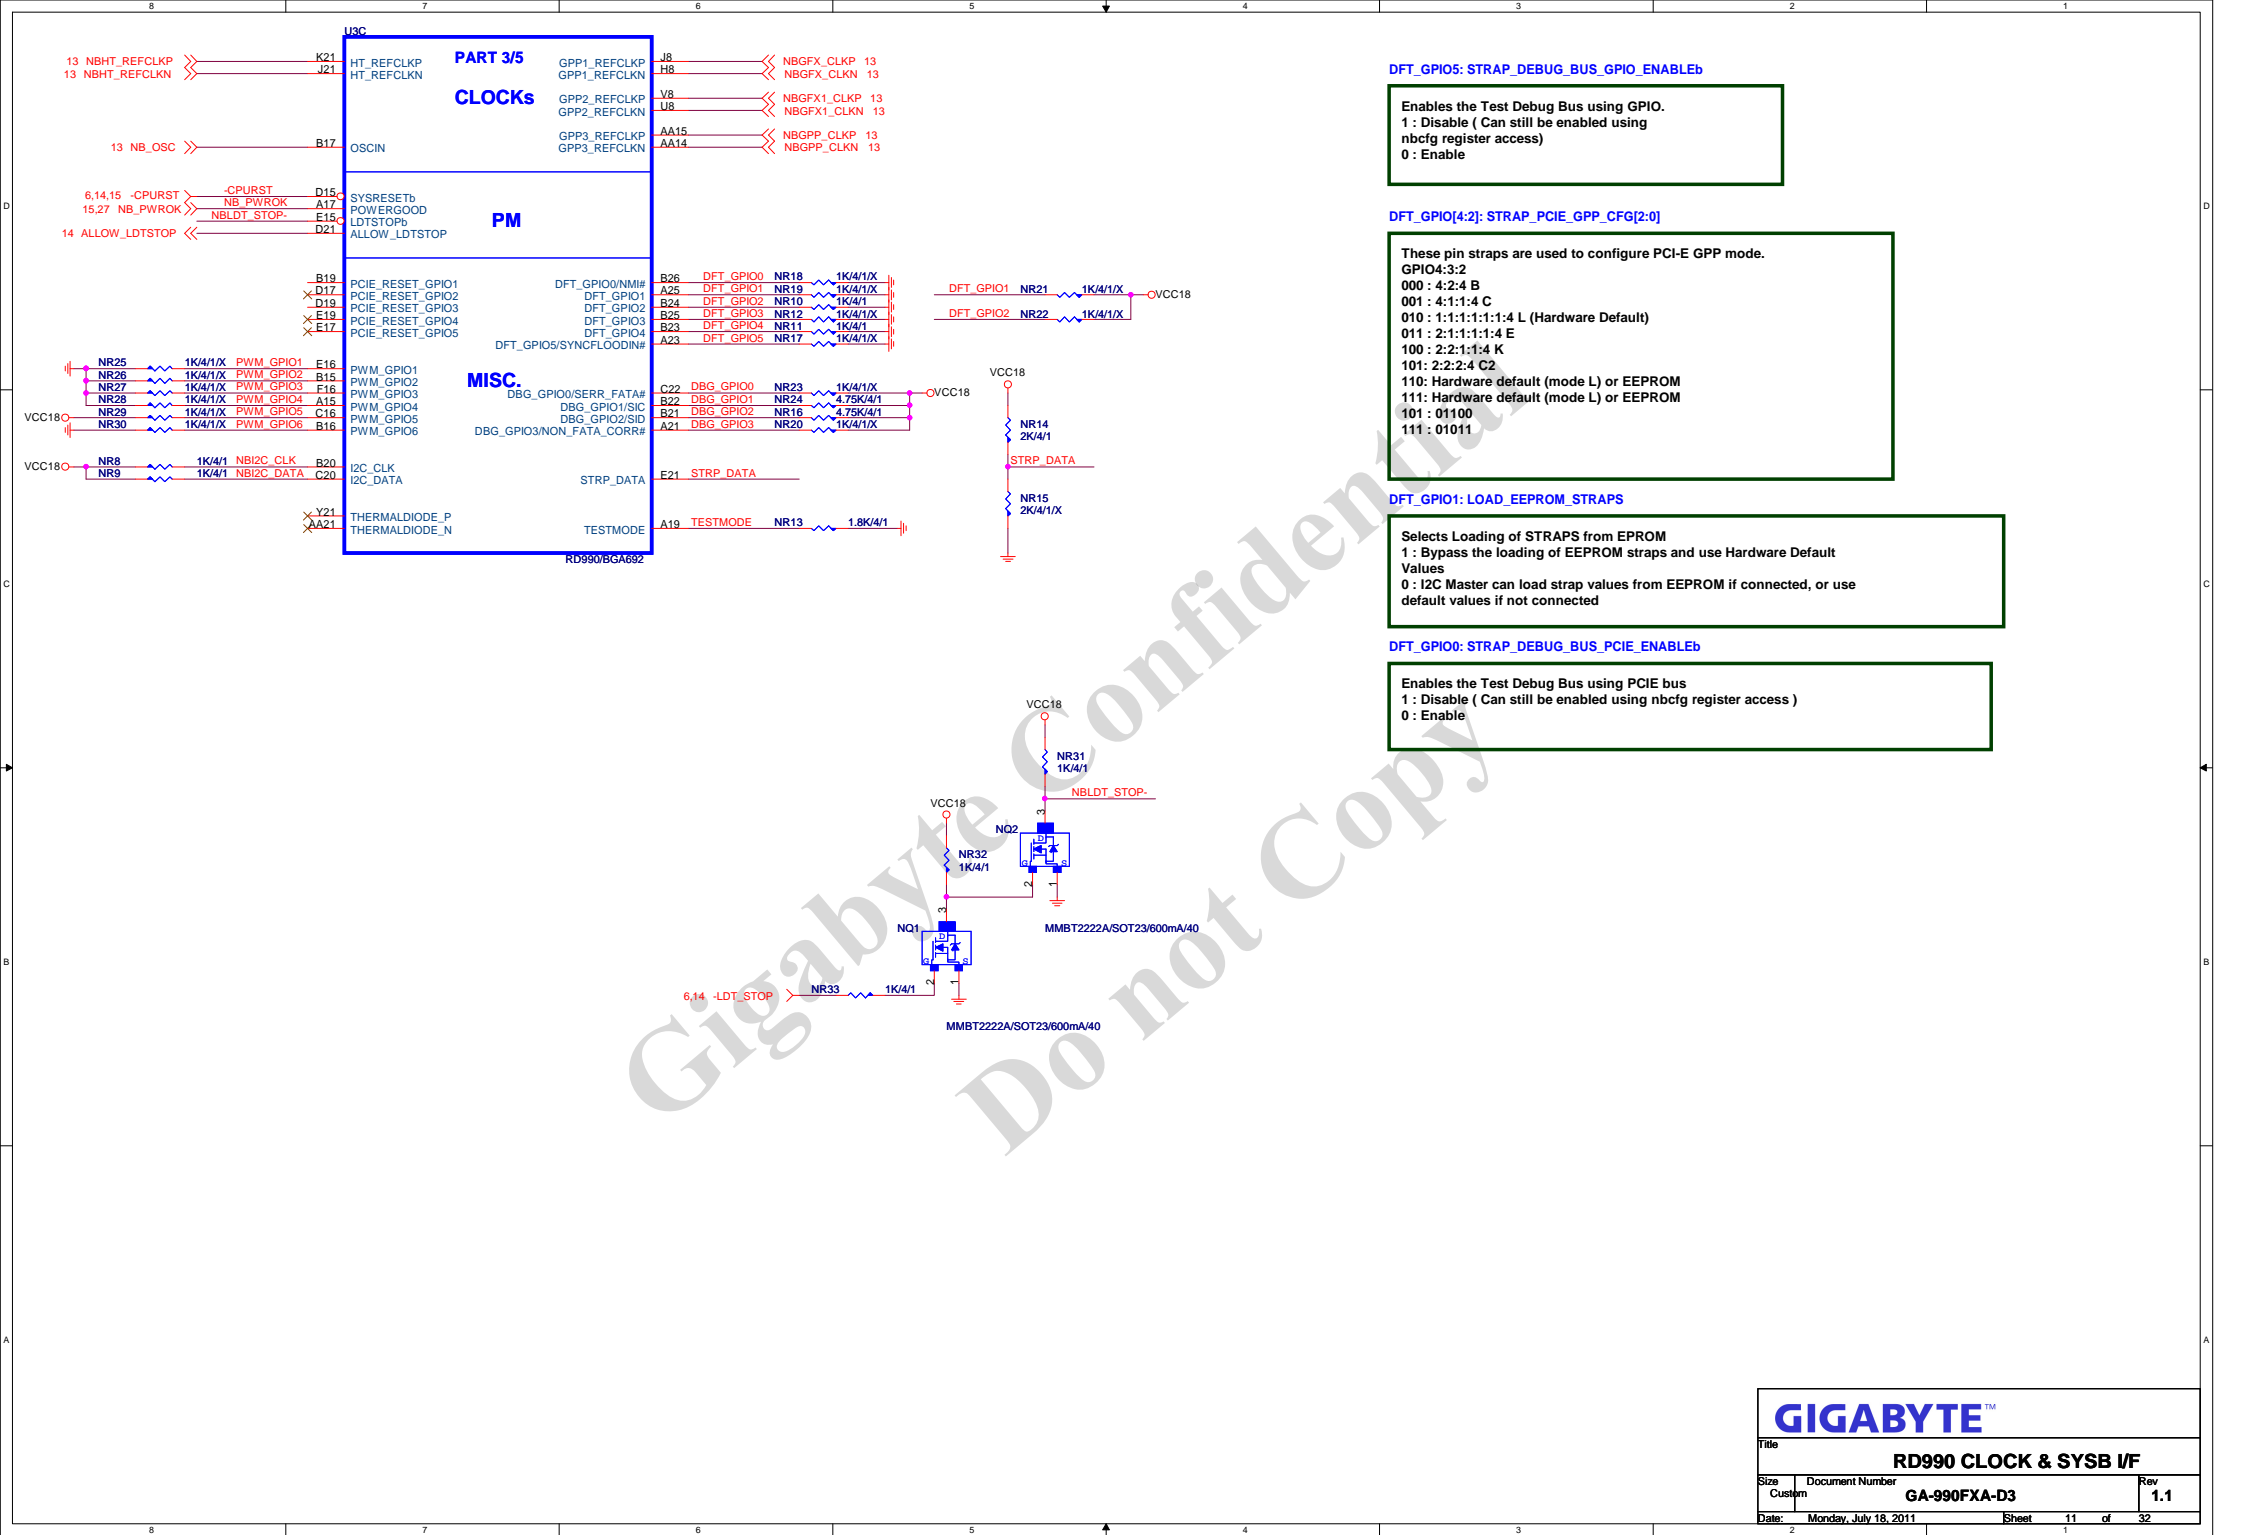 8 7 6 5 4 3 2 1
U3C
PART 3/5
CLOCKs
13 NBHT_REFCLKP K21 HT_REFCLKP
13 NBHT_REFCLKN J21 HT_REFCLKN
13 NB_OSC B17 OSCIN
GPP1_REFCLKP J8 NBGFX_CLKP 13
GPP1_REFCLKN H8 NBGFX_CLKN 13
GPP2_REFCLKP V8 NBGFX1_CLKP 13
GPP2_REFCLKN U8 NBGFX1_CLKN 13
GPP3_REFCLKP AA15 NBGPP_CLKP 13
GPP3_REFCLKN AA14 NBGPP_CLKN 13
PM
6,14,15 -CPURST -CPURST D15 SYSRESETb
15,27 NB_PWROK NB_PWROK A17 POWERGOOD
NBLDT_STOP- E15 LDTSTOPb
14 ALLOW_LDTSTOP D21 ALLOW_LDTSTOP
MISC.
B19 PCIE_RESET_GPIO1
D17 PCIE_RESET_GPIO2
D19 PCIE_RESET_GPIO3
E19 PCIE_RESET_GPIO4
E17 PCIE_RESET_GPIO5
NR25 1K/4/1/X PWM_GPIO1 E16 PWM_GPIO1
NR26 1K/4/1/X PWM_GPIO2 B15 PWM_GPIO2
NR27 1K/4/1/X PWM_GPIO3 F16 PWM_GPIO3
NR28 1K/4/1/X PWM_GPIO4 A15 PWM_GPIO4
VCC18 NR29 1K/4/1/X PWM_GPIO5 C16 PWM_GPIO5
NR30 1K/4/1/X PWM_GPIO6 B16 PWM_GPIO6
VCC18 NR8 1K/4/1 NBI2C_CLK B20 I2C_CLK
NR9 1K/4/1 NBI2C_DATA C20 I2C_DATA
Y21 THERMALDIODE_P
AA21 THERMALDIODE_N
DFT_GPIO0/NMI# B26 DFT_GPIO0 NR18 1K/4/1/X
DFT_GPIO1 A25 DFT_GPIO1 NR19 1K/4/1/X
DFT_GPIO2 B24 DFT_GPIO2 NR10 1K/4/1
DFT_GPIO3 B25 DFT_GPIO3 NR12 1K/4/1/X
DFT_GPIO4 B23 DFT_GPIO4 NR11 1K/4/1
DFT_GPIO5/SYNCFLOODIN# A23 DFT_GPIO5 NR17 1K/4/1/X
DBG_GPIO0/SERR_FATA# C22 DBG_GPIO0 NR23 1K/4/1/X VCC18
DBG_GPIO1/SIC B22 DBG_GPIO1 NR24 4.75K/4/1
DBG_GPIO2/SID B21 DBG_GPIO2 NR16 4.75K/4/1
DBG_GPIO3/NON_FATA_CORR# A21 DBG_GPIO3 NR20 1K/4/1/X
STRP_DATA E21 STRP_DATA
TESTMODE A19 TESTMODE NR13 1.8K/4/1
RD990/BGA692
DFT_GPIO1 NR21 1K/4/1/X VCC18
DFT_GPIO2 NR22 1K/4/1/X
VCC18
NR14
2K/4/1
STRP_DATA
NR15
2K/4/1/X
DFT_GPIO5: STRAP_DEBUG_BUS_GPIO_ENABLEb
Enables the Test Debug Bus using GPIO.
1 : Disable ( Can still be enabled using
nbcfg register access)
0 : Enable
DFT_GPIO[4:2]: STRAP_PCIE_GPP_CFG[2:0]
These pin straps are used to configure PCI-E GPP mode.
GPIO4:3:2
000 : 4:2:4 B
001 : 4:1:1:4 C
010 : 1:1:1:1:1:1:4 L (Hardware Default)
011 : 2:1:1:1:1:4 E
100 : 2:2:1:1:4 K
101: 2:2:2:4 C2
110: Hardware default (mode L) or EEPROM
111: Hardware default (mode L) or EEPROM
101 : 01100
111 : 01011
DFT_GPIO1: LOAD_EEPROM_STRAPS
Selects Loading of STRAPS from EPROM
1 : Bypass the loading of EEPROM straps and use Hardware Default
Values
0 : I2C Master can load strap values from EEPROM if connected, or use
default values if not connected
DFT_GPIO0: STRAP_DEBUG_BUS_PCIE_ENABLEb
Enables the Test Debug Bus using PCIE bus
1 : Disable ( Can still be enabled using nbcfg register access )
0 : Enable
VCC18
NR31
1K/4/1
NBLDT_STOP-
3
NQ2
D
G S
2 1
MMBT2222A/SOT23/600mA/40
VCC18
NR32
1K/4/1
3
NQ1
D
G S
2 1
6,14 -LDT_STOP NR33 1K/4/1
MMBT2222A/SOT23/600mA/40
Gigabyte Confidential
Do not Copy
D D
C C
B B
A A
GIGABYTE™
Title
RD990 CLOCK & SYSB I/F
Size Document Number Rev
Custom GA-990FXA-D3 1.1
Date: Monday, July 18, 2011 Sheet 11 of 32
8 7 6 5 4 3 2 1